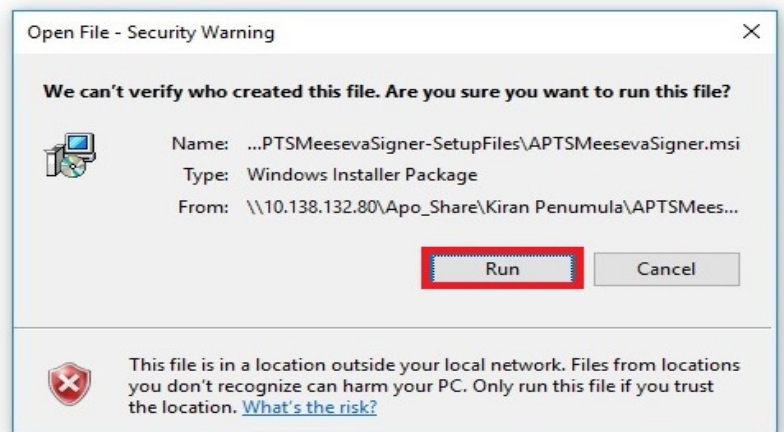 Open File - Security Warning
We can't verify who created this file. Are you sure you want to run this file?
Name: ...PTSMeesevaSigner-SetupFiles\APTSMeesevaSigner.msi
Type: Windows Installer Package
From: \\10.138.132.80\Apo_Share\Kiran Penumula\APTSMees...
Run Cancel
This file is in a location outside your local network. Files from locations
you don't recognize can harm your PC. Only run this file if you trust
the location. What's the risk?